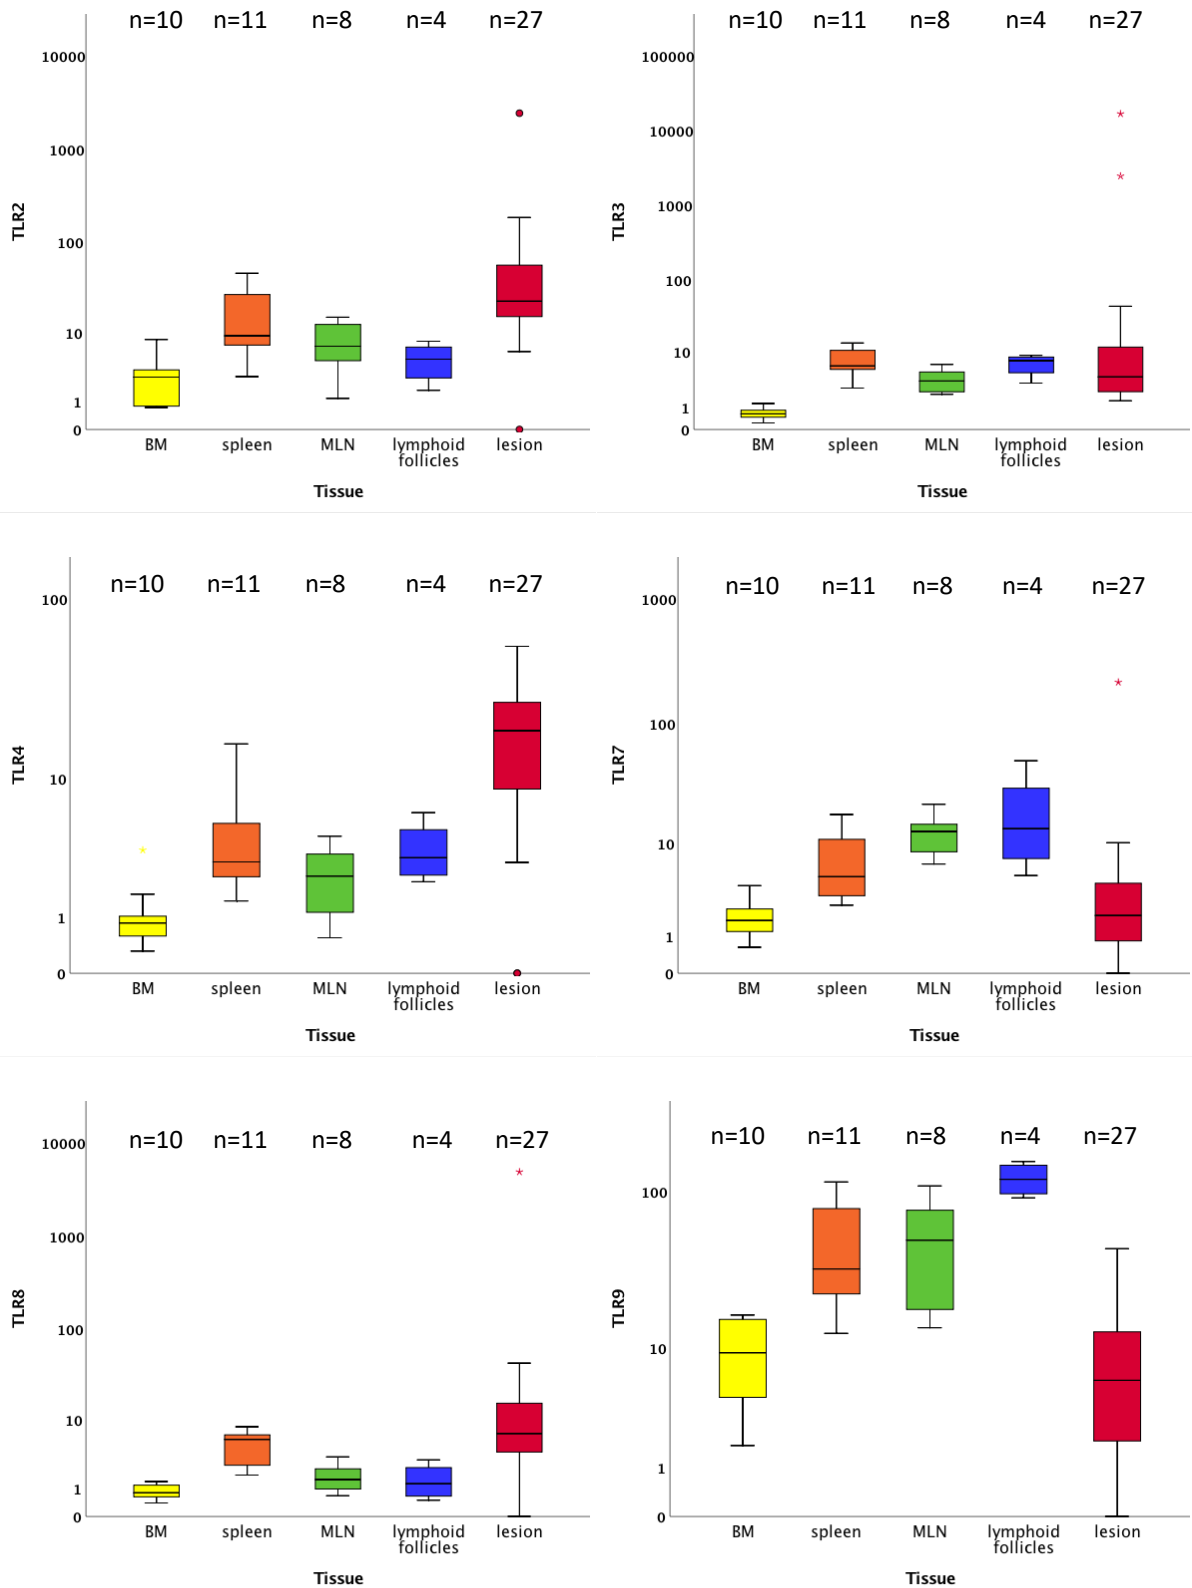 n=10 n=11 n=8 n=4 n=27
10000
1000
100
10
1
0
TLR2
BM spleen MLN lymphoid follicles lesion
Tissue
n=10 n=11 n=8 n=4 n=27
100000
10000
1000
100
10
1
0
TLR3
BM spleen MLN lymphoid follicles lesion
Tissue
n=10 n=11 n=8 n=4 n=27
100
10
1
0
TLR4
BM spleen MLN lymphoid follicles lesion
Tissue
n=10 n=11 n=8 n=4 n=27
1000
100
10
1
0
TLR7
BM spleen MLN lymphoid follicles lesion
Tissue
n=10 n=11 n=8 n=4 n=27
10000
1000
100
10
1
0
TLR8
BM spleen MLN lymphoid follicles lesion
Tissue
n=10 n=11 n=8 n=4 n=27
100
10
1
0
TLR9
BM spleen MLN lymphoid follicles lesion
Tissue